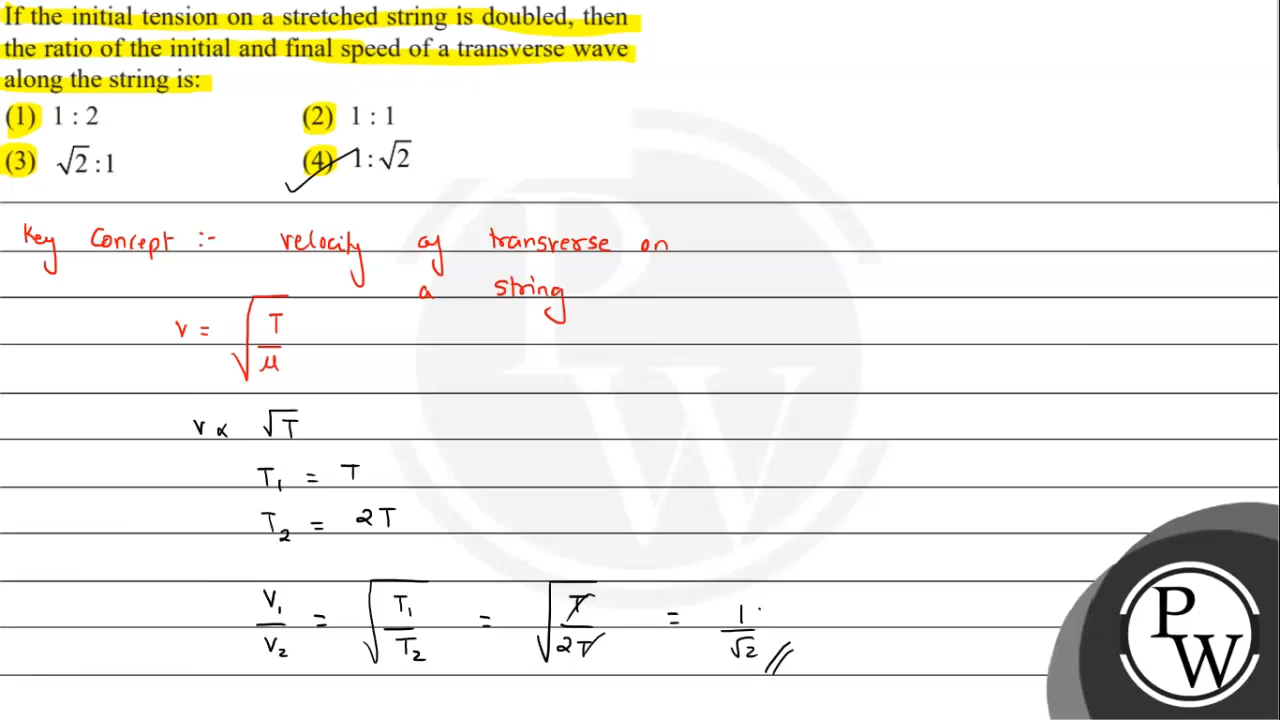 If the initial tension on a stretched string is doubled, then
the ratio of the initial and final speed of a transverse wave
along the string is:
(1) 1 : 2 (2) 1 : 1
(3) √2 : 1 (4) 1 : √2
Key Concept :- velocity of transverse on
a string
v = √(T/μ)
v ∝ √T
T₁ = T
T₂ = 2T
V₁/V₂ = √(T₁/T₂) = √(T/2T) = 1/√2 //
PW
PW